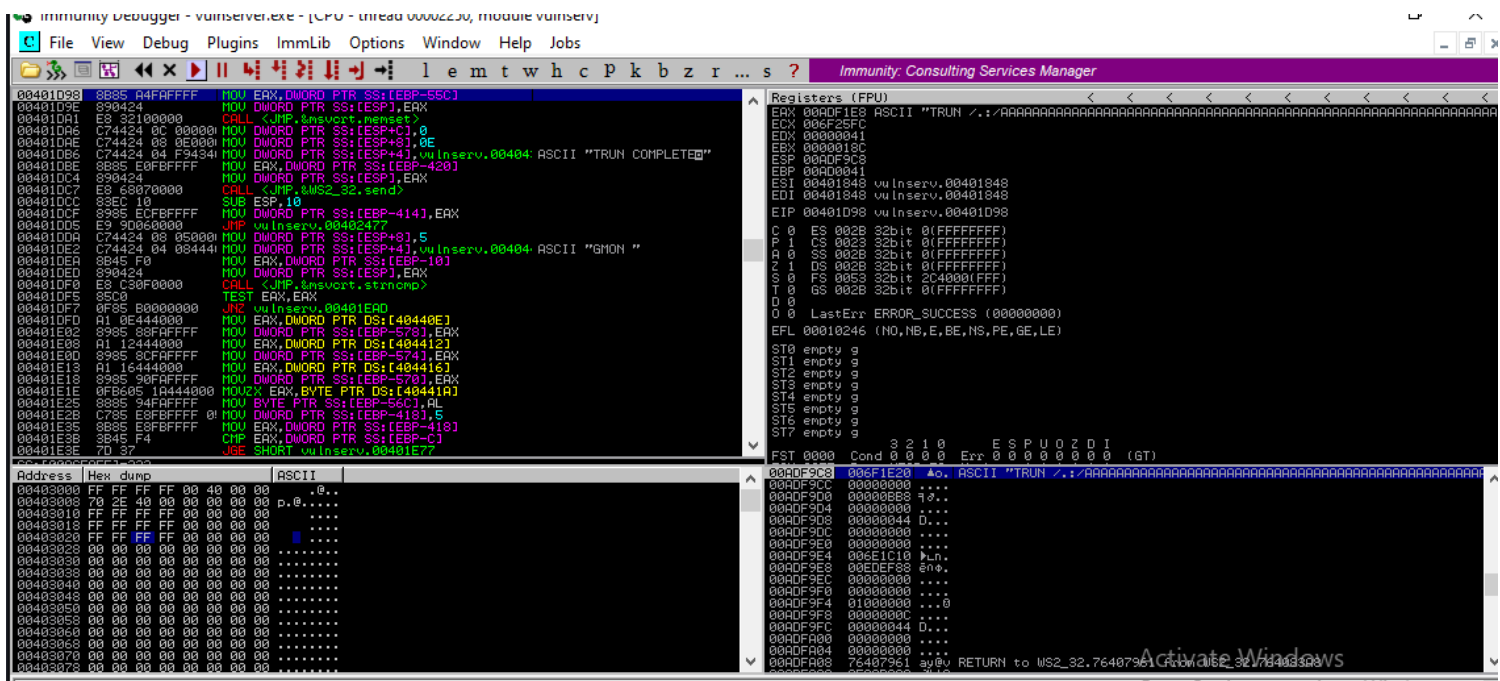 Immunity Debugger - vulnserver.exe - [CPU - thread 00002250, module vulnserv]
C File View Debug Plugins ImmLib Options Window Help Jobs
l e m t w h c P k b z r ... s ? Immunity: Consulting Services Manager
00401D98 8B85 A4FAFFFF MOV EAX,DWORD PTR SS:[EBP-55C]
00401D9E 890424 MOV DWORD PTR SS:[ESP],EAX
00401DA1 E8 32100000 CALL <JMP.&msvcrt.memset>
00401DA6 C74424 0C 00000 MOV DWORD PTR SS:[ESP+C],0
00401DAE C74424 08 0E000 MOV DWORD PTR SS:[ESP+8],0E
00401DB6 C74424 04 F9434 MOV DWORD PTR SS:[ESP+4],vulnserv.00404 ASCII "TRUN COMPLETE"
00401DBE 8B85 E0FBFFFF MOV EAX,DWORD PTR SS:[EBP-420]
00401DC4 890424 MOV DWORD PTR SS:[ESP],EAX
00401DC7 E8 68070000 CALL <JMP.&WS2_32.send>
00401DCC 83EC 10 SUB ESP,10
00401DCF 8985 ECFBFFFF MOV DWORD PTR SS:[EBP-414],EAX
00401DD5 E9 9D060000 JMP vulnserv.00402477
00401DDA C74424 08 05000 MOV DWORD PTR SS:[ESP+8],5
00401DE2 C74424 04 08444 MOV DWORD PTR SS:[ESP+4],vulnserv.00404 ASCII "GMON "
00401DEA 8B45 F0 MOV EAX,DWORD PTR SS:[EBP-10]
00401DED 890424 MOV DWORD PTR SS:[ESP],EAX
00401DF0 E8 C30F0000 CALL <JMP.&msvcrt.strncmp>
00401DF5 85C0 TEST EAX,EAX
00401DF7 0F85 B0000000 JNZ vulnserv.00401EAD
00401DFD A1 0E444000 MOV EAX,DWORD PTR DS:[40440E]
00401E02 8985 88FAFFFF MOV DWORD PTR SS:[EBP-578],EAX
00401E08 A1 12444000 MOV EAX,DWORD PTR DS:[404412]
00401E0D 8985 8CFAFFFF MOV DWORD PTR SS:[EBP-574],EAX
00401E13 A1 16444000 MOV EAX,DWORD PTR DS:[404416]
00401E18 8985 90FAFFFF MOV DWORD PTR SS:[EBP-570],EAX
00401E1E 0FB605 1A444000 MOVZX EAX,BYTE PTR DS:[40441A]
00401E25 8885 94FAFFFF MOV BYTE PTR SS:[EBP-56C],AL
00401E2B C785 E8FBFFFF 0 MOV DWORD PTR SS:[EBP-418],5
00401E35 8B85 E8FBFFFF MOV EAX,DWORD PTR SS:[EBP-418]
00401E3B 3B45 F4 CMP EAX,DWORD PTR SS:[EBP-C]
00401E3E 7D 37 JGE SHORT vulnserv.00401E77
Registers (FPU) < < < < < < < < < < <
EAX 00ADF1E8 ASCII "TRUN /.:/AAAAAAAAAAAAAAAAAAAAAAAAAAAAAAAAAAAAAAAAAAAAAAAAAAAAAAAAAAA
ECX 006F25FC
EDX 00000041
EBX 0000018C
ESP 00ADF9C8
EBP 00AD0041
ESI 00401848 vulnserv.00401848
EDI 00401848 vulnserv.00401848
EIP 00401D98 vulnserv.00401D98
C 0 ES 002B 32bit 0(FFFFFFFF)
P 1 CS 0023 32bit 0(FFFFFFFF)
A 0 SS 002B 32bit 0(FFFFFFFF)
Z 1 DS 002B 32bit 0(FFFFFFFF)
S 0 FS 0053 32bit 2C4000(FFF)
T 0 GS 002B 32bit 0(FFFFFFFF)
D 0
O 0 LastErr ERROR_SUCCESS (00000000)
EFL 00010246 (NO,NB,E,BE,NS,PE,GE,LE)
ST0 empty g
ST1 empty g
ST2 empty g
ST3 empty g
ST4 empty g
ST5 empty g
ST6 empty g
ST7 empty g
3 2 1 0 E S P U O Z D I
FST 0000 Cond 0 0 0 0 Err 0 0 0 0 0 0 0 0 (GT)
Address Hex dump ASCII
00403000 FF FF FF FF 00 40 00 00 .@..
00403008 70 2E 40 00 00 00 00 00 p.@.....
00403010 FF FF FF FF 00 00 00 00 ....
00403018 FF FF FF FF 00 00 00 00 ....
00403020 FF FF FF FF 00 00 00 00 ....
00403028 00 00 00 00 00 00 00 00 ........
00403030 00 00 00 00 00 00 00 00 ........
00403038 00 00 00 00 00 00 00 00 ........
00403040 00 00 00 00 00 00 00 00 ........
00403048 00 00 00 00 00 00 00 00 ........
00403050 00 00 00 00 00 00 00 00 ........
00403058 00 00 00 00 00 00 00 00 ........
00403060 00 00 00 00 00 00 00 00 ........
00403068 00 00 00 00 00 00 00 00 ........
00403070 00 00 00 00 00 00 00 00 ........
00403078 00 00 00 00 00 00 00 00 ........
00ADF9C8 006F1E20 ▲o. ASCII "TRUN /.:/AAAAAAAAAAAAAAAAAAAAAAAAAAAAAAAAAAAAAAAAAAAA
00ADF9CC 00000000 ....
00ADF9D0 00000BB8
00ADF9D4 00000000 ....
00ADF9D8 00000044 D...
00ADF9DC 00000000 ....
00ADF9E0 00000000 ....
00ADF9E4 006E1C10
00ADF9E8 00EDEF88
00ADF9EC 00000000 ....
00ADF9F0 00000000 ....
00ADF9F4 01000000
00ADF9F8 0000000C ....
00ADF9FC 00000044 D...
00ADFA00 00000000 ....
00ADFA04 00000000 ....
00ADFA08 76407961 ay@v RETURN to WS2_32.76407961 from
Activate Windows